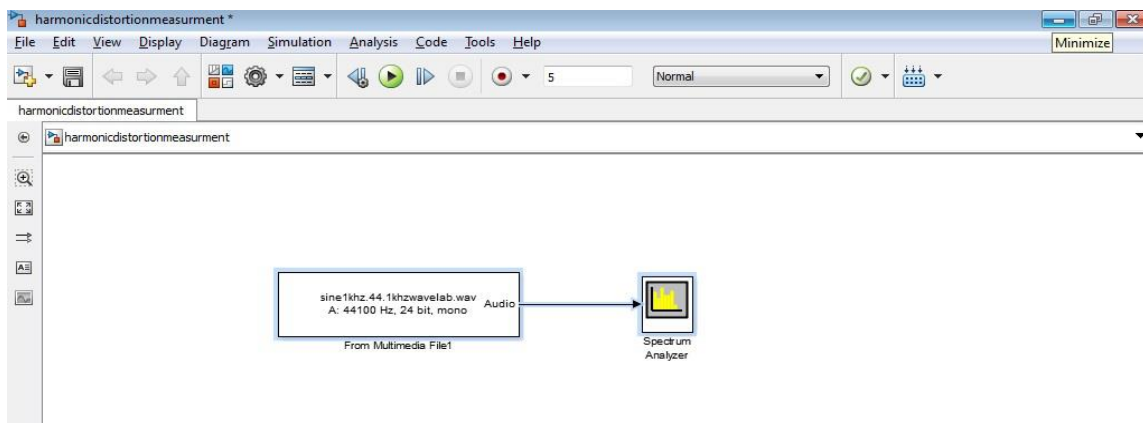 harmonicdistortionmeasurment *
File Edit View Display Diagram Simulation Analysis Code Tools Help
Minimize
5 Normal
harmonicdistortionmeasurment
harmonicdistortionmeasurment
sine1khz.44.1khzwavelab.wav
A: 44100 Hz, 24 bit, mono
Audio
From Multimedia File1
Spectrum
Analyzer